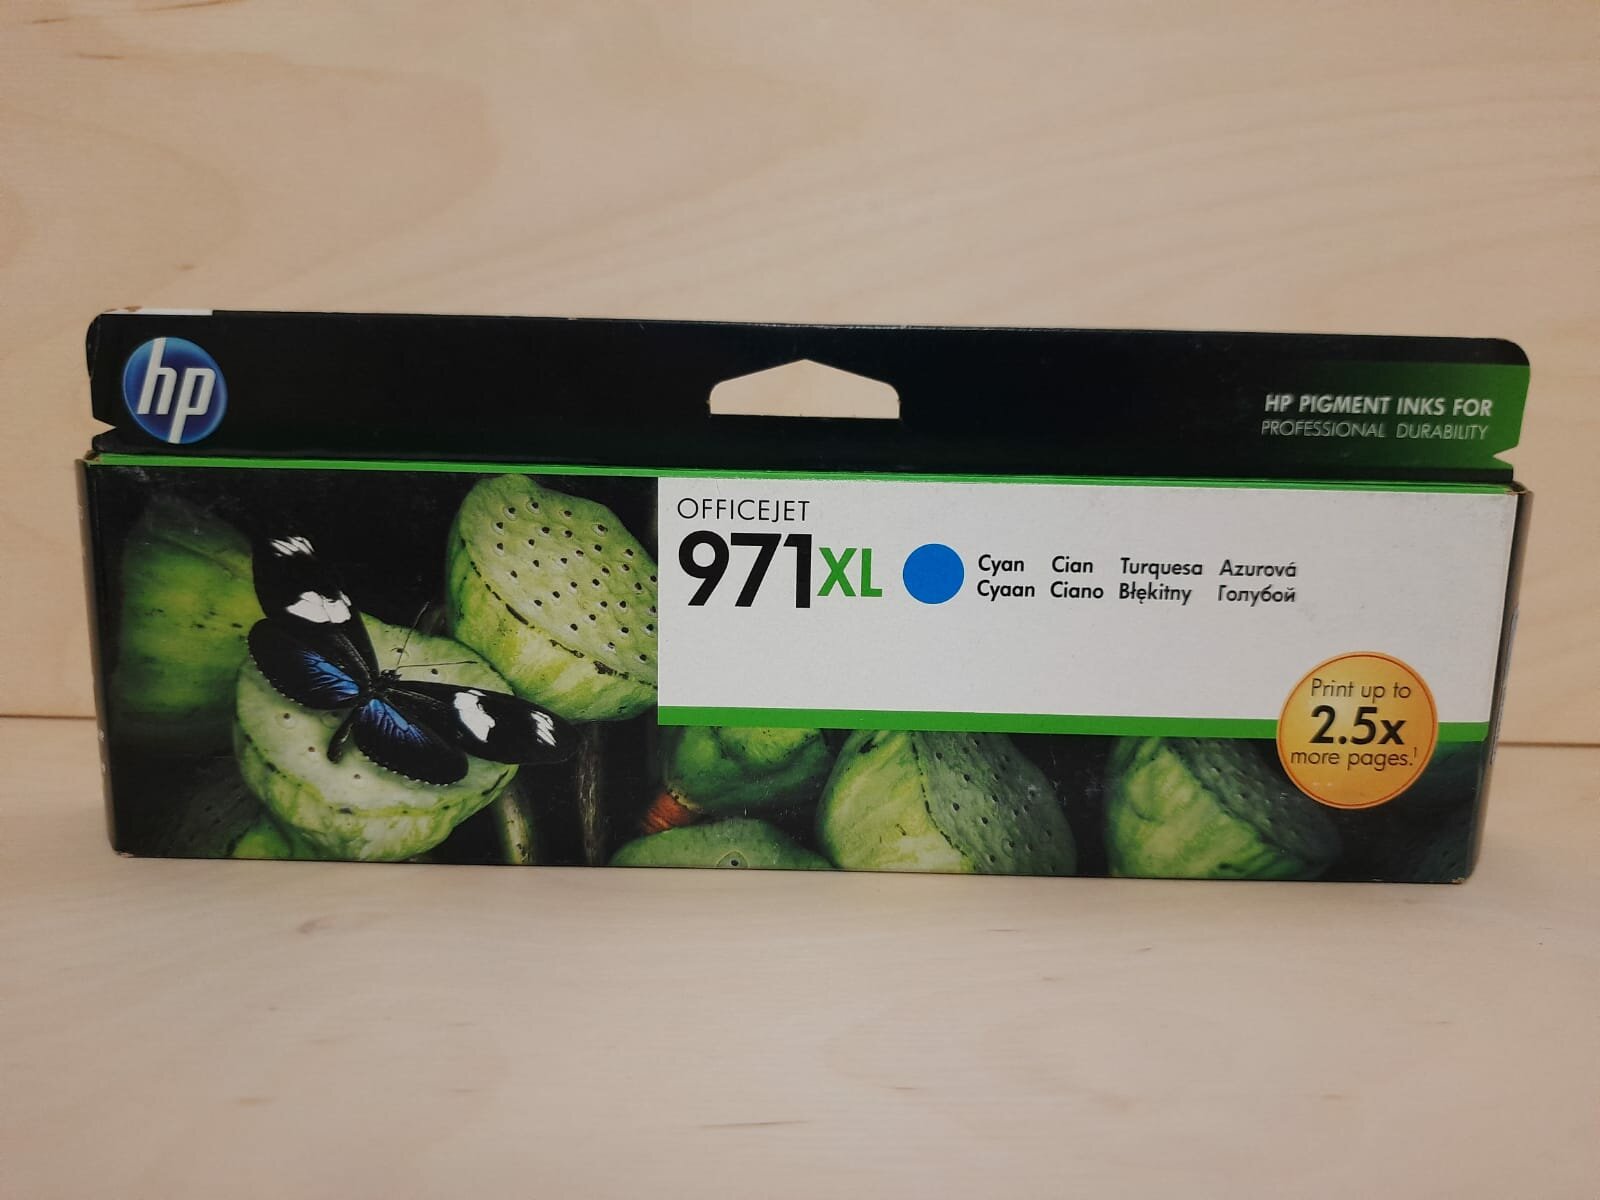 hp
HP PIGMENT INKS FOR
PROFESSIONAL DURABILITY
OFFICEJET
971XL
Cyan Cian Turquesa Azurová
Cyaan Ciano Błękitny Голубой
Print up to
2.5x
more pages.¹